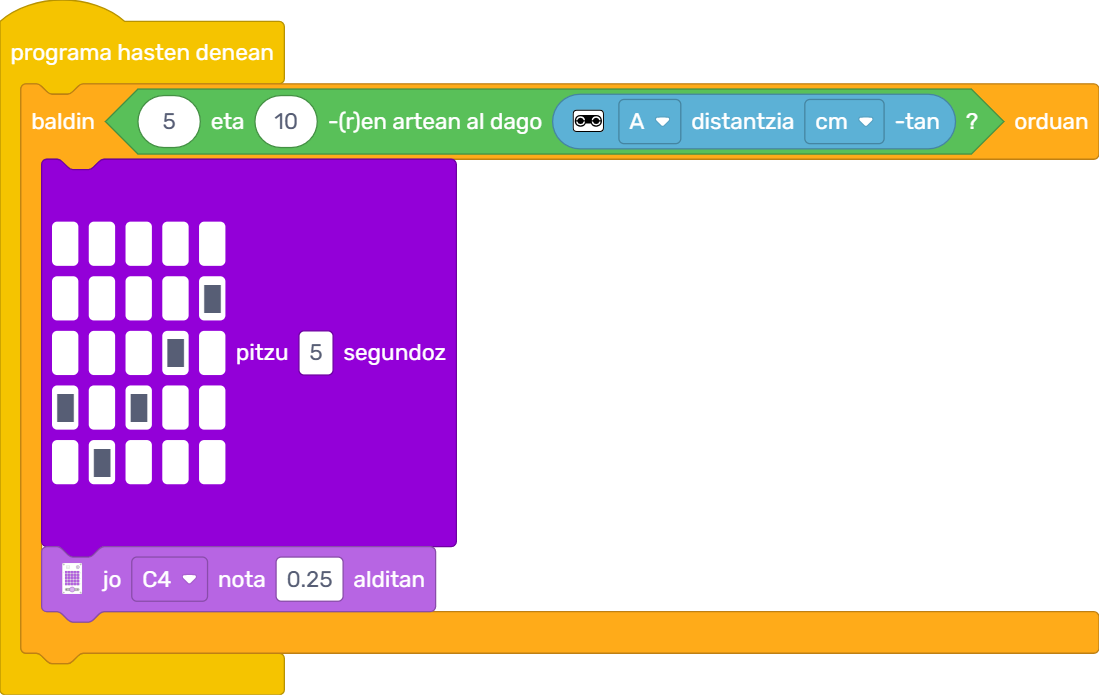 programa hasten denean
baldin 5 eta 10 -(r)en artean al dago A distantzia cm -tan ? orduan
pitzu 5 segundoz
jo C4 nota 0.25 alditan